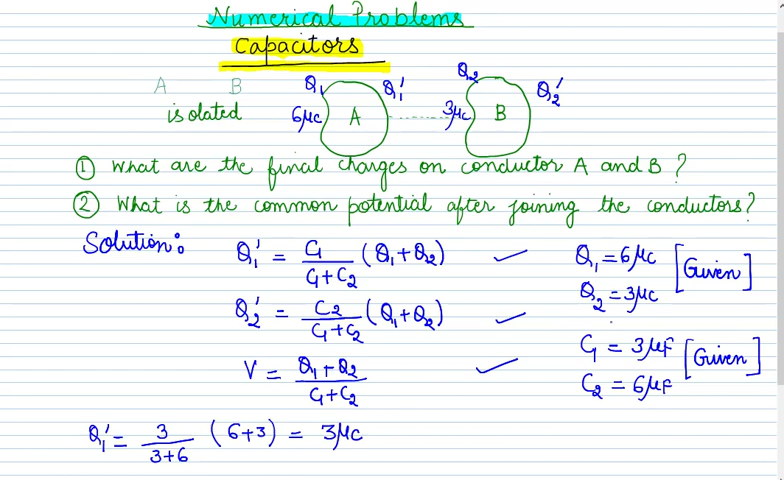 Numerical Problems
Capacitors
A B
isolated
Q₁ Q₁' Q₂ Q₂'
6μc A 3μc B
① What are the final charges on conductor A and B ?
② What is the common potential after joining the conductors?
Solution:
Q₁' = C₁/(C₁+C₂) (Q₁+Q₂) ✓
Q₂' = C₂/(C₁+C₂) (Q₁+Q₂) ✓
V = (Q₁+Q₂)/(C₁+C₂) ✓
Q₁=6μc
Q₂=3μc
[Given]
C₁ = 3μF
C₂ = 6μF
[Given]
Q₁' = 3/(3+6) (6+3) = 3μc